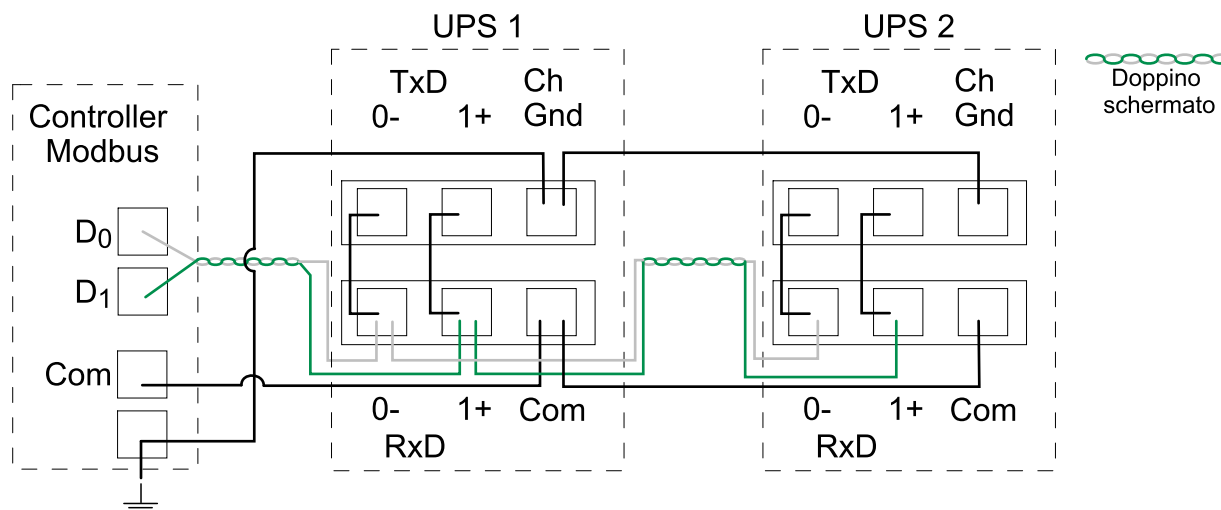 UPS 1
UPS 2
Controller
Modbus
D0
D1
Com
TxD
Ch
0-
1+
Gnd
0-
1+
Com
RxD
TxD
Ch
0-
1+
Gnd
0-
1+
Com
RxD
Doppino
schermato